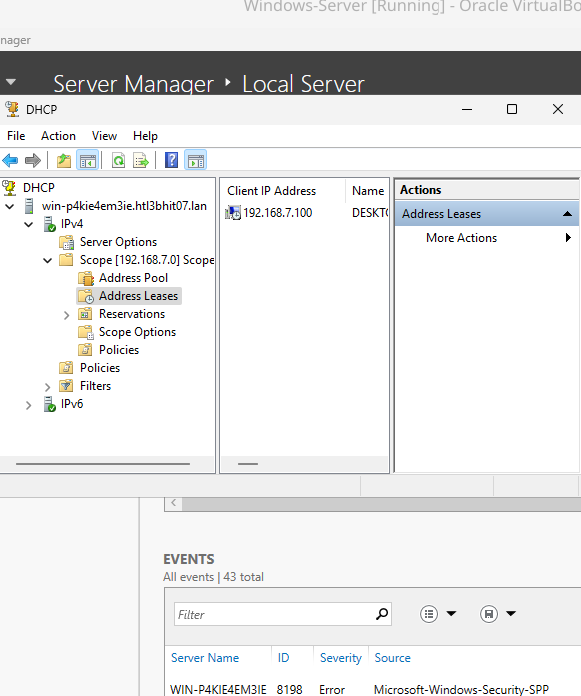 Windows-Server [Running] - Oracle VirtualBo
nager
Server Manager ‣ Local Server
DHCP
File Action View Help
DHCP
win-p4kie4em3ie.htl3bhit07.lan
IPv4
Server Options
Scope [192.168.7.0] Scope
Address Pool
Address Leases
Reservations
Scope Options
Policies
Policies
Filters
IPv6
Client IP Address Name
192.168.7.100 DESKTO
Actions
Address Leases
More Actions
EVENTS
All events | 43 total
Filter
Server Name ID Severity Source
WIN-P4KIE4EM3IE 8198 Error Microsoft-Windows-Security-SPP